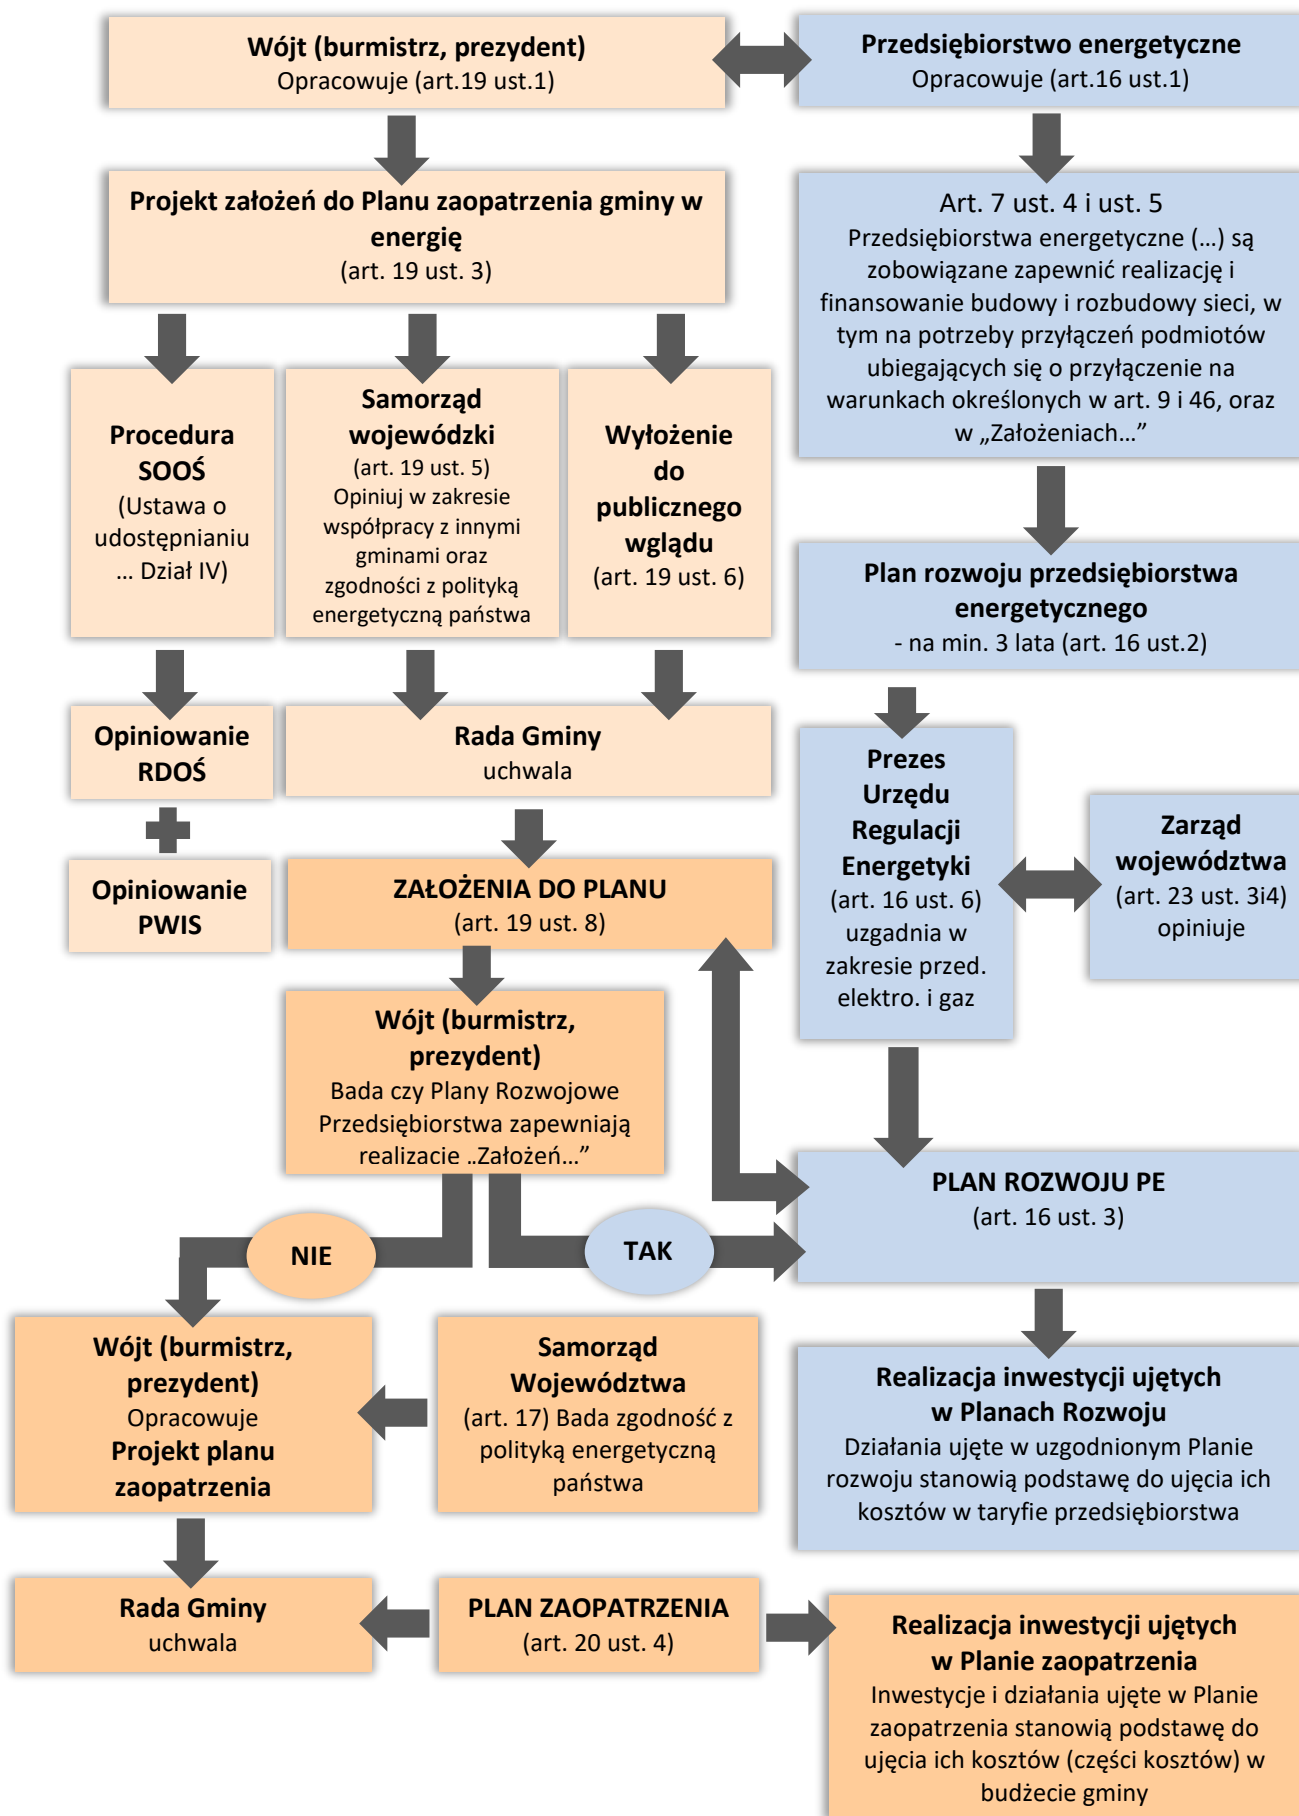 Wójt (burmistrz, prezydent)
Opracowuje (art.19 ust.1)
Przedsiębiorstwo energetyczne
Opracowuje (art.16 ust.1)
Projekt założeń do Planu zaopatrzenia gminy w
energię
(art. 19 ust. 3)
Art. 7 ust. 4 i ust. 5
Przedsiębiorstwa energetyczne (...) są
zobowiązane zapewnić realizację i
finansowanie budowy i rozbudowy sieci, w
tym na potrzeby przyłączeń podmiotów
ubiegających się o przyłączenie na
warunkach określonych w art. 9 i 46, oraz
w „Założeniach...”
Procedura
SOOŚ
(Ustawa o
udostępnianiu
... Dział IV)
Samorząd
wojewódzki
(art. 19 ust. 5)
Opiniuj w zakresie
współpracy z innymi
gminami oraz
zgodności z polityką
energetyczną państwa
Wyłożenie
do
publicznego
wglądu
(art. 19 ust. 6)
Plan rozwoju przedsiębiorstwa
energetycznego
- na min. 3 lata (art. 16 ust.2)
Opiniowanie
RDOŚ
Rada Gminy
uchwala
Prezes
Urzędu
Regulacji
Energetyki
(art. 16 ust. 6)
uzgadnia w
zakresie przed.
elektro. i gaz
Zarząd
województwa
(art. 23 ust. 3i4)
opiniuje
Opiniowanie
PWIS
ZAŁOŻENIA DO PLANU
(art. 19 ust. 8)
Wójt (burmistrz,
prezydent)
Bada czy Plany Rozwojowe
Przedsiębiorstwa zapewniają
realizację „Założeń...”
PLAN ROZWOJU PE
(art. 16 ust. 3)
NIE
TAK
Wójt (burmistrz,
prezydent)
Opracowuje
Projekt planu
zaopatrzenia
Samorząd
Województwa
(art. 17) Bada zgodność z
polityką energetyczną
państwa
Realizacja inwestycji ujętych
w Planach Rozwoju
Działania ujęte w uzgodnionym Planie
rozwoju stanowią podstawę do ujęcia ich
kosztów w taryfie przedsiębiorstwa
Rada Gminy
uchwala
PLAN ZAOPATRZENIA
(art. 20 ust. 4)
Realizacja inwestycji ujętych
w Planie zaopatrzenia
Inwestycje i działania ujęte w Planie
zaopatrzenia stanowią podstawę do
ujęcia ich kosztów (części kosztów) w
budżecie gminy